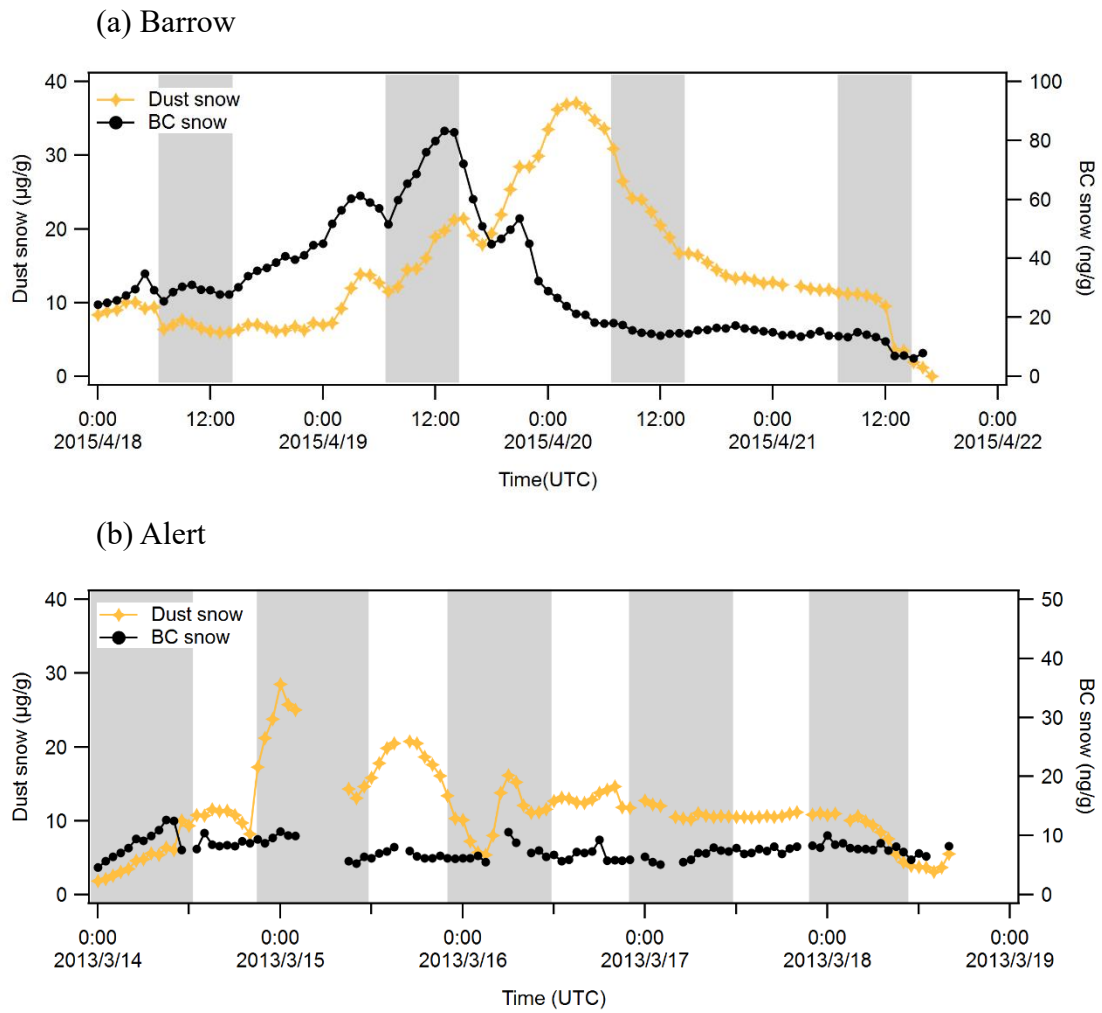 (a) Barrow
40
30
20
10
0
Dust snow (µg/g)
Dust snow
BC snow
100
80
60
40
20
0
BC snow (ng/g)
0:00 12:00 0:00 12:00 0:00 12:00 0:00 12:00 0:00
2015/4/18 2015/4/19 2015/4/20 2015/4/21 2015/4/22
Time(UTC)
(b) Alert
40
30
20
10
0
Dust snow (µg/g)
Dust snow
BC snow
50
40
30
20
10
0
BC snow (ng/g)
0:00 0:00 0:00 0:00 0:00 0:00
2013/3/14 2013/3/15 2013/3/16 2013/3/17 2013/3/18 2013/3/19
Time (UTC)